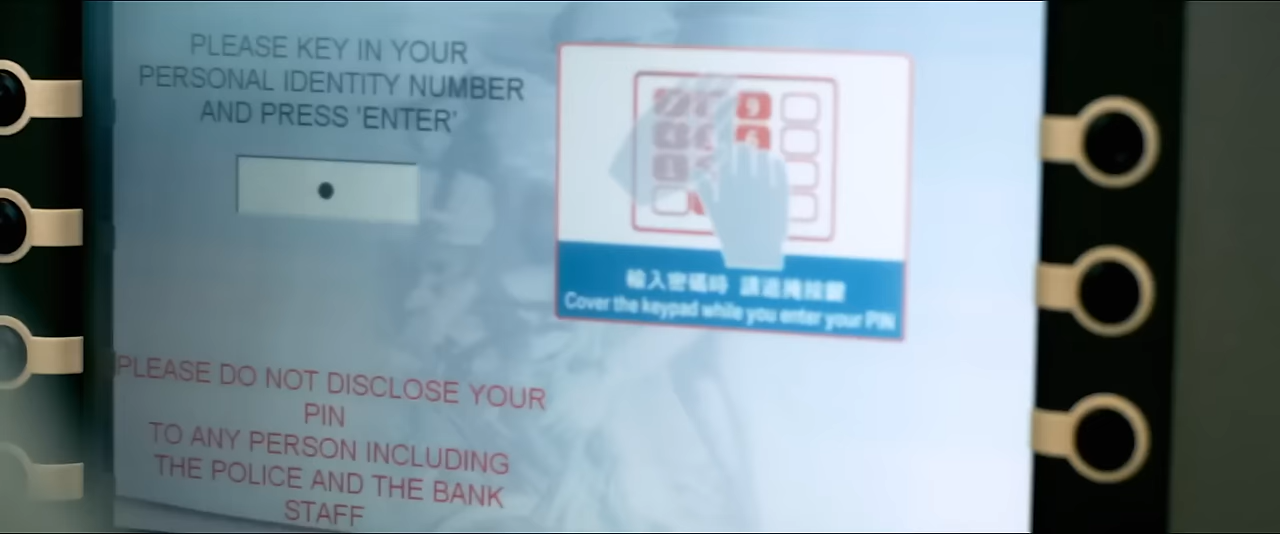 PLEASE KEY IN YOUR
PERSONAL IDENTITY NUMBER
AND PRESS 'ENTER'
9
6
輸入密碼時 請遮掩按鍵
Cover the keypad while you enter your PIN
PLEASE DO NOT DISCLOSE YOUR
PIN
TO ANY PERSON INCLUDING
THE POLICE AND THE BANK
STAFF